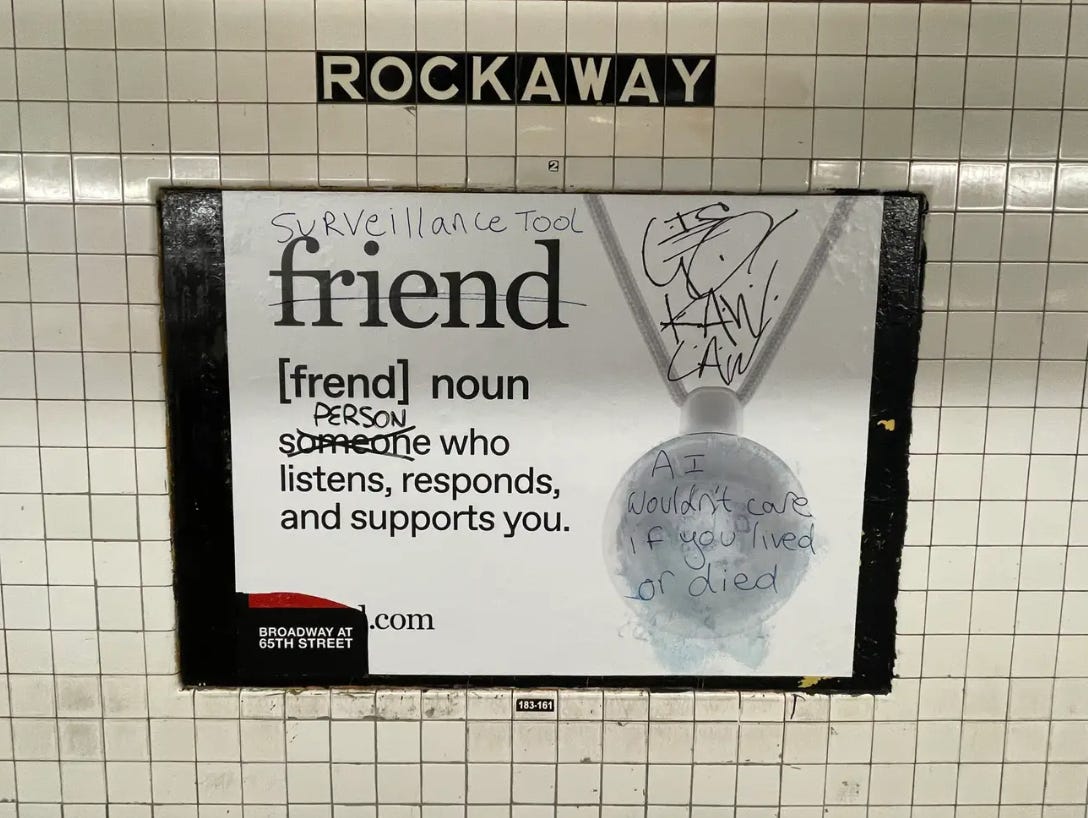 ROCKAWAY
2
SURVEillance TOOL
friend
[frend] noun
PERSON
someone who
listens, responds,
and supports you.
AI
wouldn't care
if you lived
or died
.com
BROADWAY AT
65TH STREET
183-161